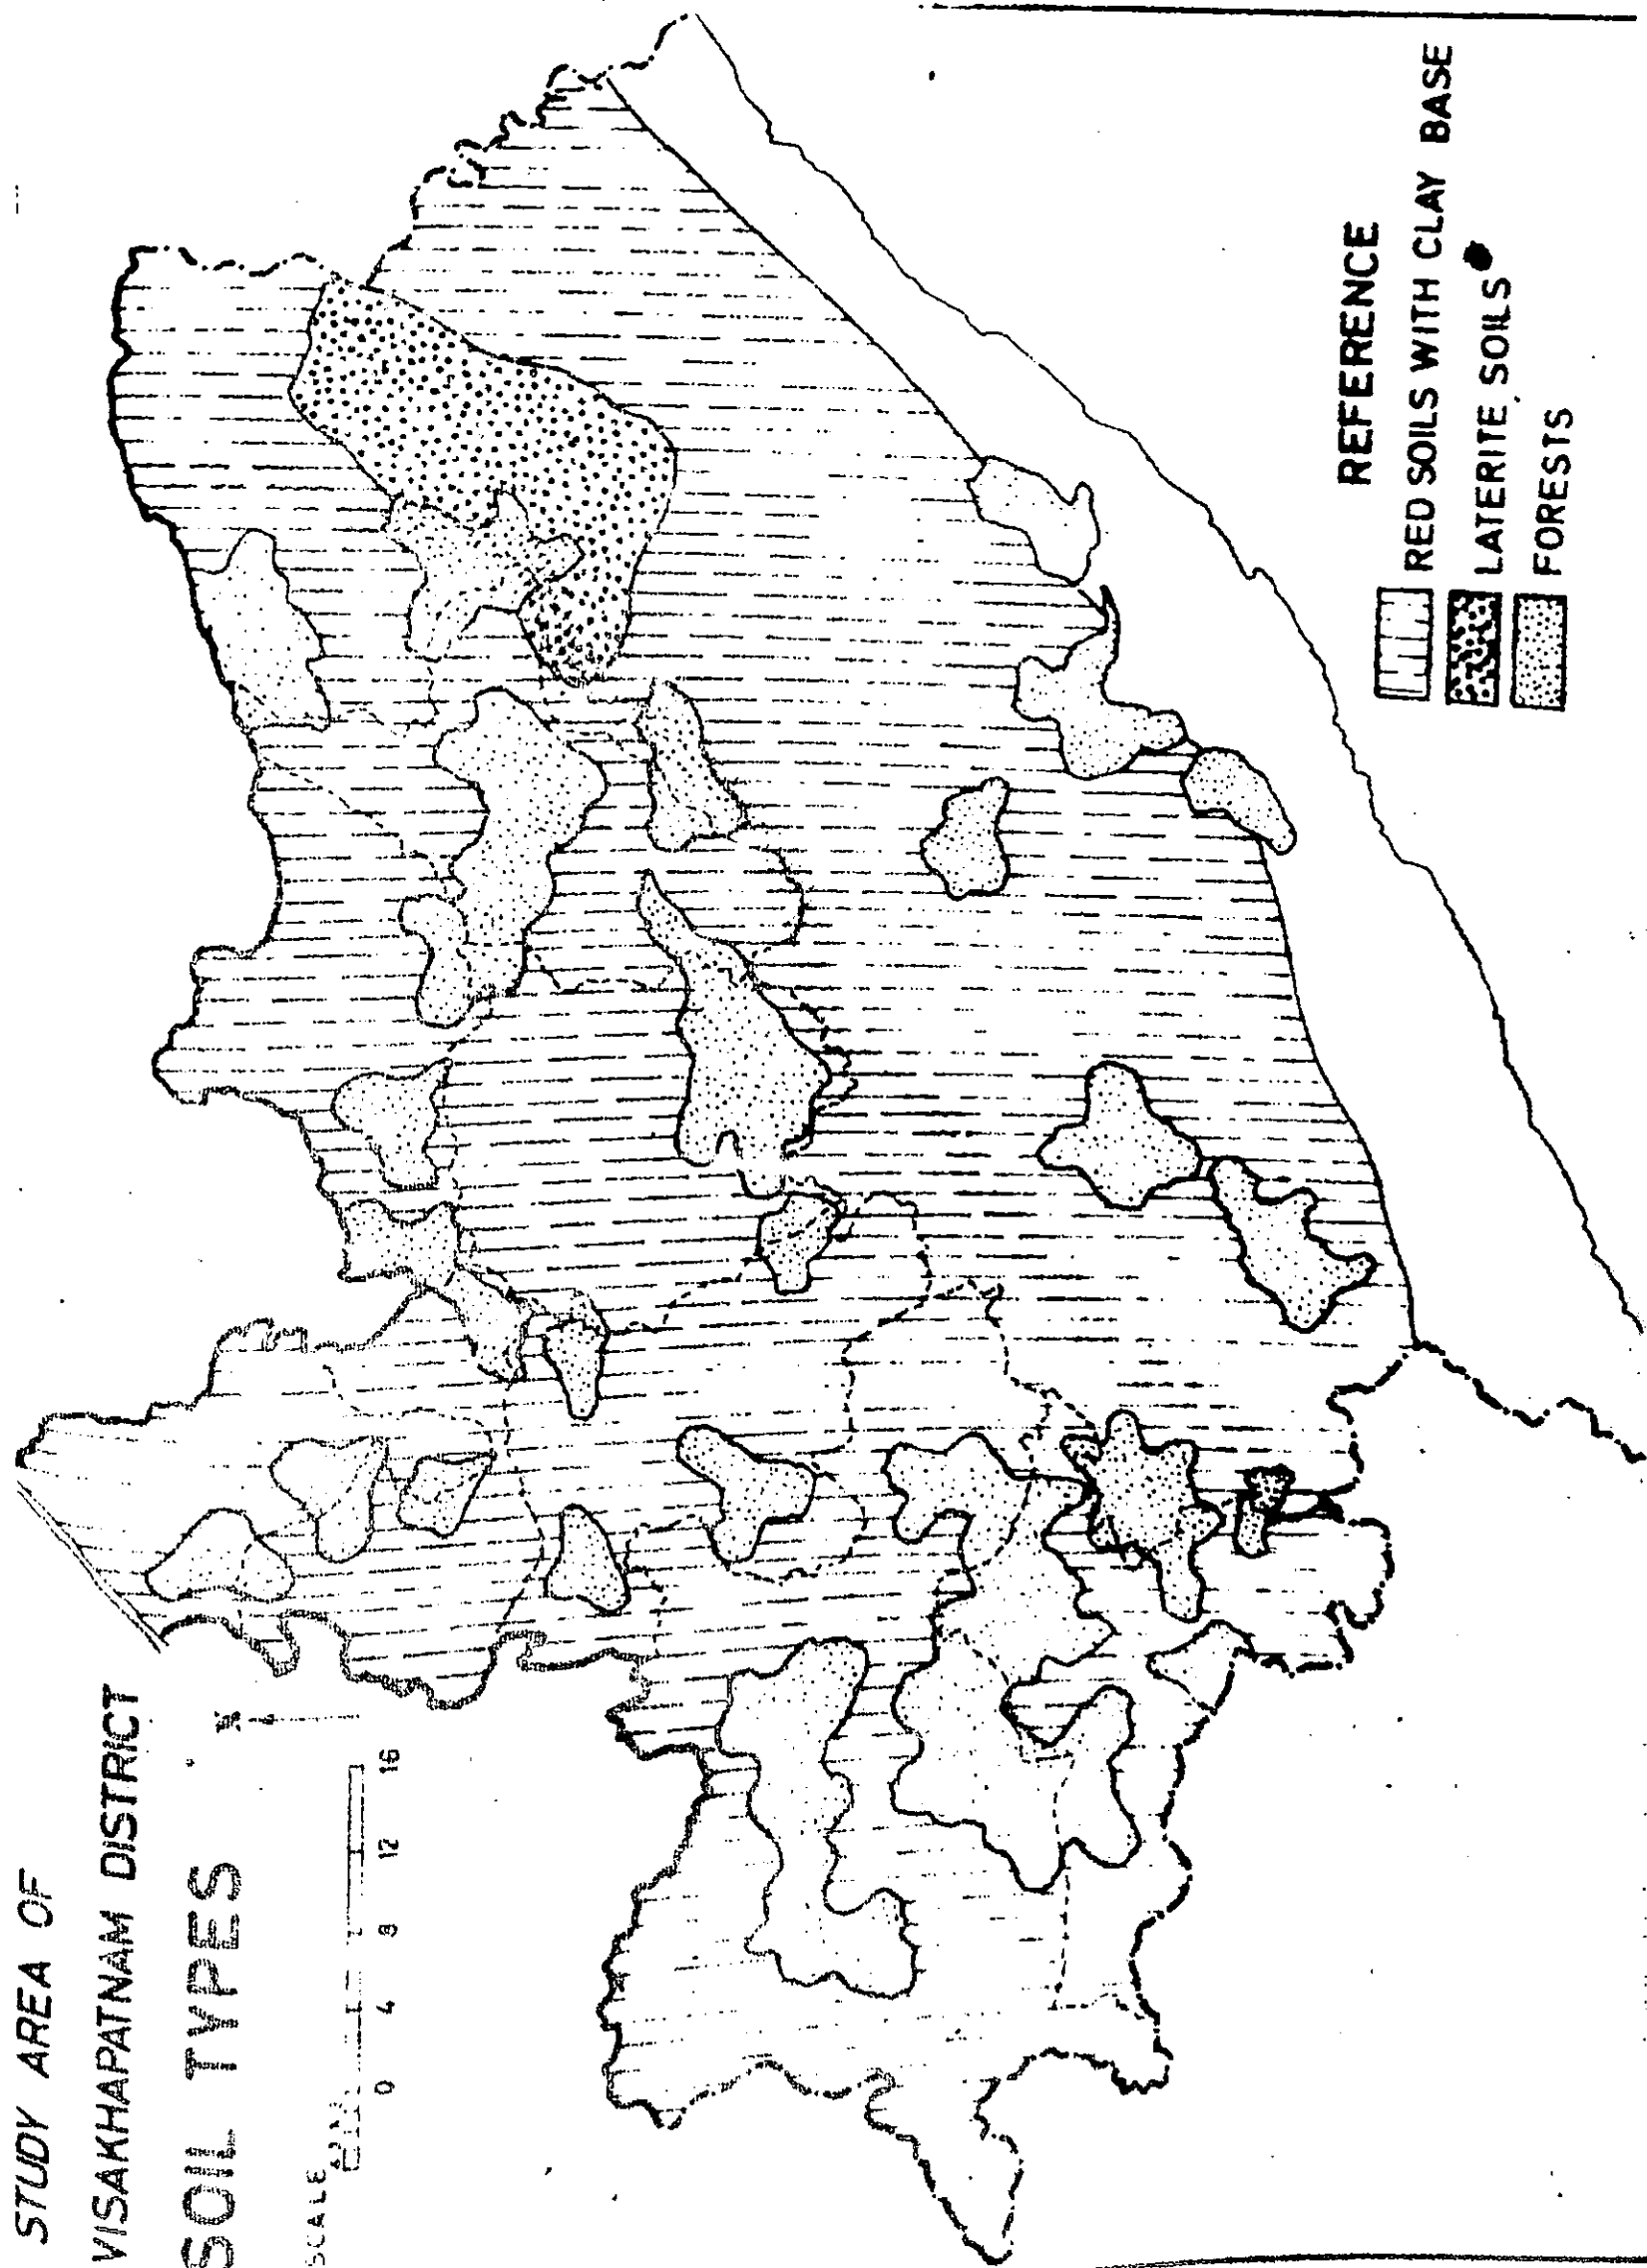 STUDY AREA OF
VISAKHAPATNAM DISTRICT
SOIL TYPES
N
SCALE
0 4 8 12 16
REFERENCE
RED SOILS WITH CLAY BASE
LATERITE SOILS
FORESTS